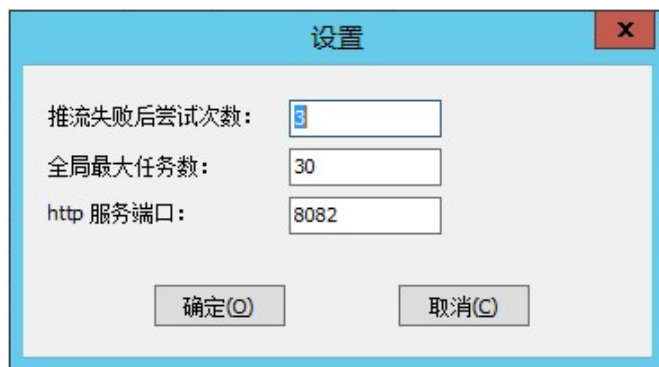 设置
x
推流失败后尝试次数： 3
全局最大任务数： 30
http 服务端口： 8082
确定(O) 取消(C)